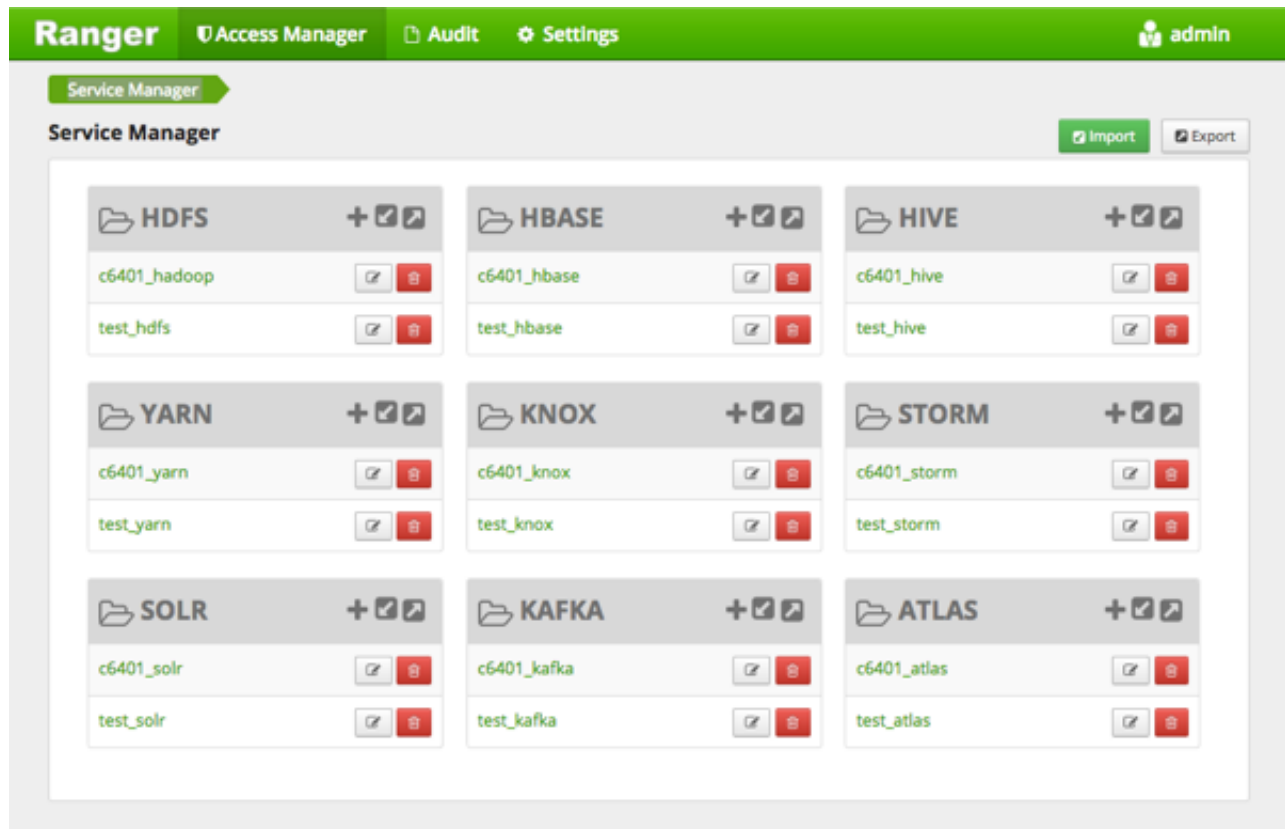 Ranger Access Manager Audit Settings admin
Service Manager
Service Manager Import Export
HDFS HBASE HIVE
c6401_hadoop c6401_hbase c6401_hive
test_hdfs test_hbase test_hive
YARN KNOX STORM
c6401_yarn c6401_knox c6401_storm
test_yarn test_knox test_storm
SOLR KAFKA ATLAS
c6401_solr c6401_kafka c6401_atlas
test_solr test_kafka test_atlas